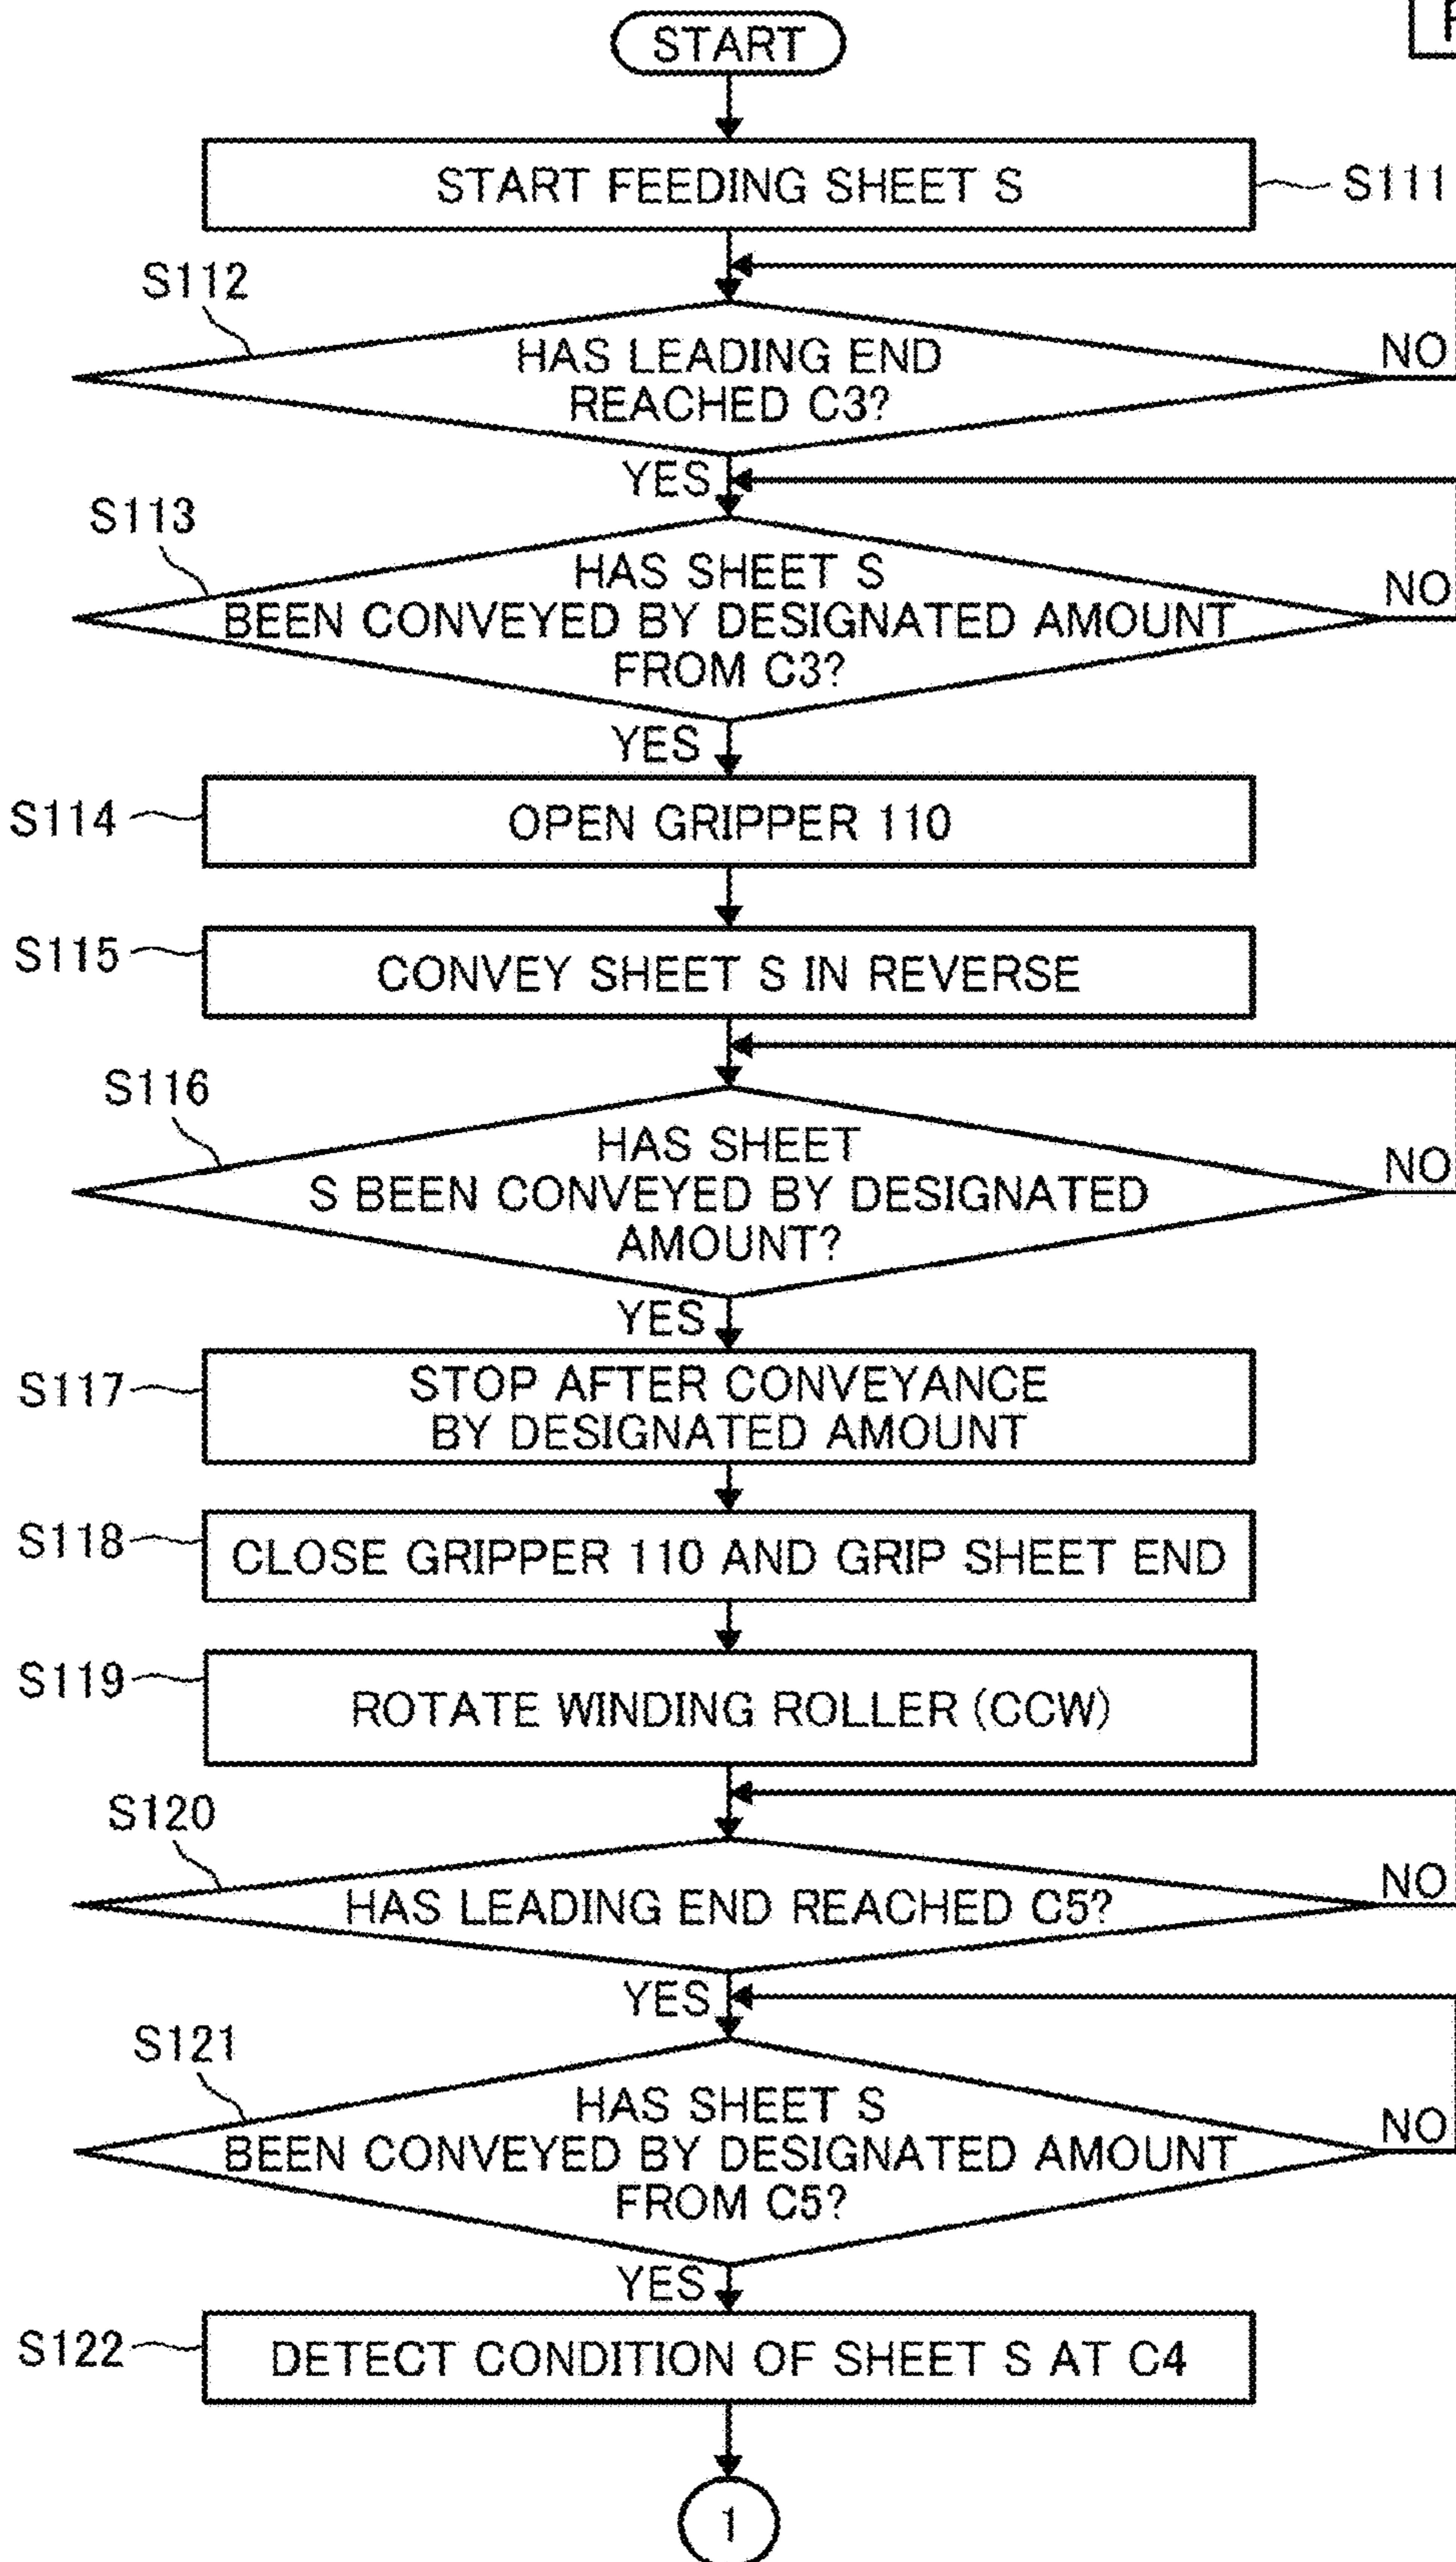 START
START FEEDING SHEET S
S111
S112
HAS LEADING END
REACHED C3?
NO
YES
S113
HAS SHEET S
BEEN CONVEYED BY DESIGNATED AMOUNT
FROM C3?
NO
YES
S114
OPEN GRIPPER 110
S115
CONVEY SHEET S IN REVERSE
S116
HAS SHEET
S BEEN CONVEYED BY DESIGNATED
AMOUNT?
NO
YES
S117
STOP AFTER CONVEYANCE
BY DESIGNATED AMOUNT
S118
CLOSE GRIPPER 110 AND GRIP SHEET END
S119
ROTATE WINDING ROLLER (CCW)
S120
HAS LEADING END REACHED C5?
NO
YES
S121
HAS SHEET S
BEEN CONVEYED BY DESIGNATED AMOUNT
FROM C5?
NO
YES
S122
DETECT CONDITION OF SHEET S AT C4
1